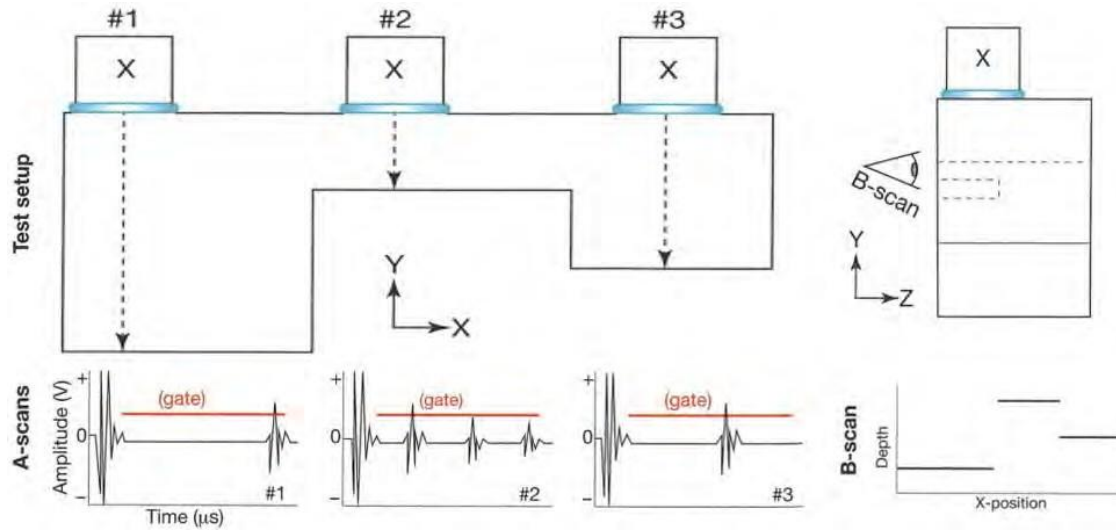 #1
#2
#3
X
X
X
X
Test setup
B-scan
Y
X
Y
Z
A-scans
Amplitude (V)
+
0
−
(gate)
#1
Time (µs)
+
0
−
(gate)
#2
+
0
−
(gate)
#3
B-scan
Depth
X-position